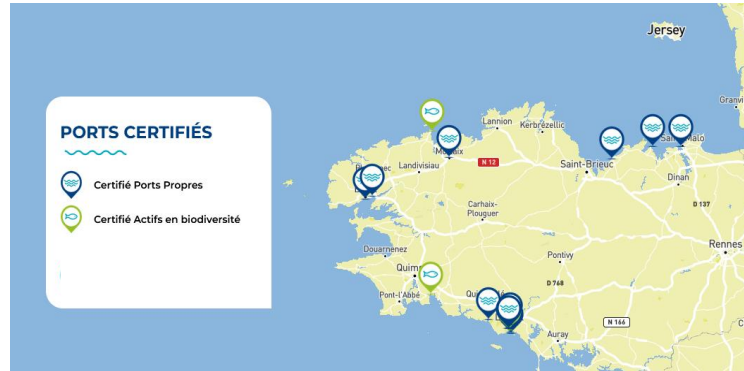 PORTS CERTIFIÉS
Certifié Ports Propres
Certifié Actifs en biodiversité
Jersey
Lannion
Kerbrézellic
Landivisiau
N 12
Saint-Brieuc
Dinan
D 137
Carhaix-
Plouguer
Rennes
Douarnenez
Pontivy
D 768
Pont-l'Abbé
N 166
Auray